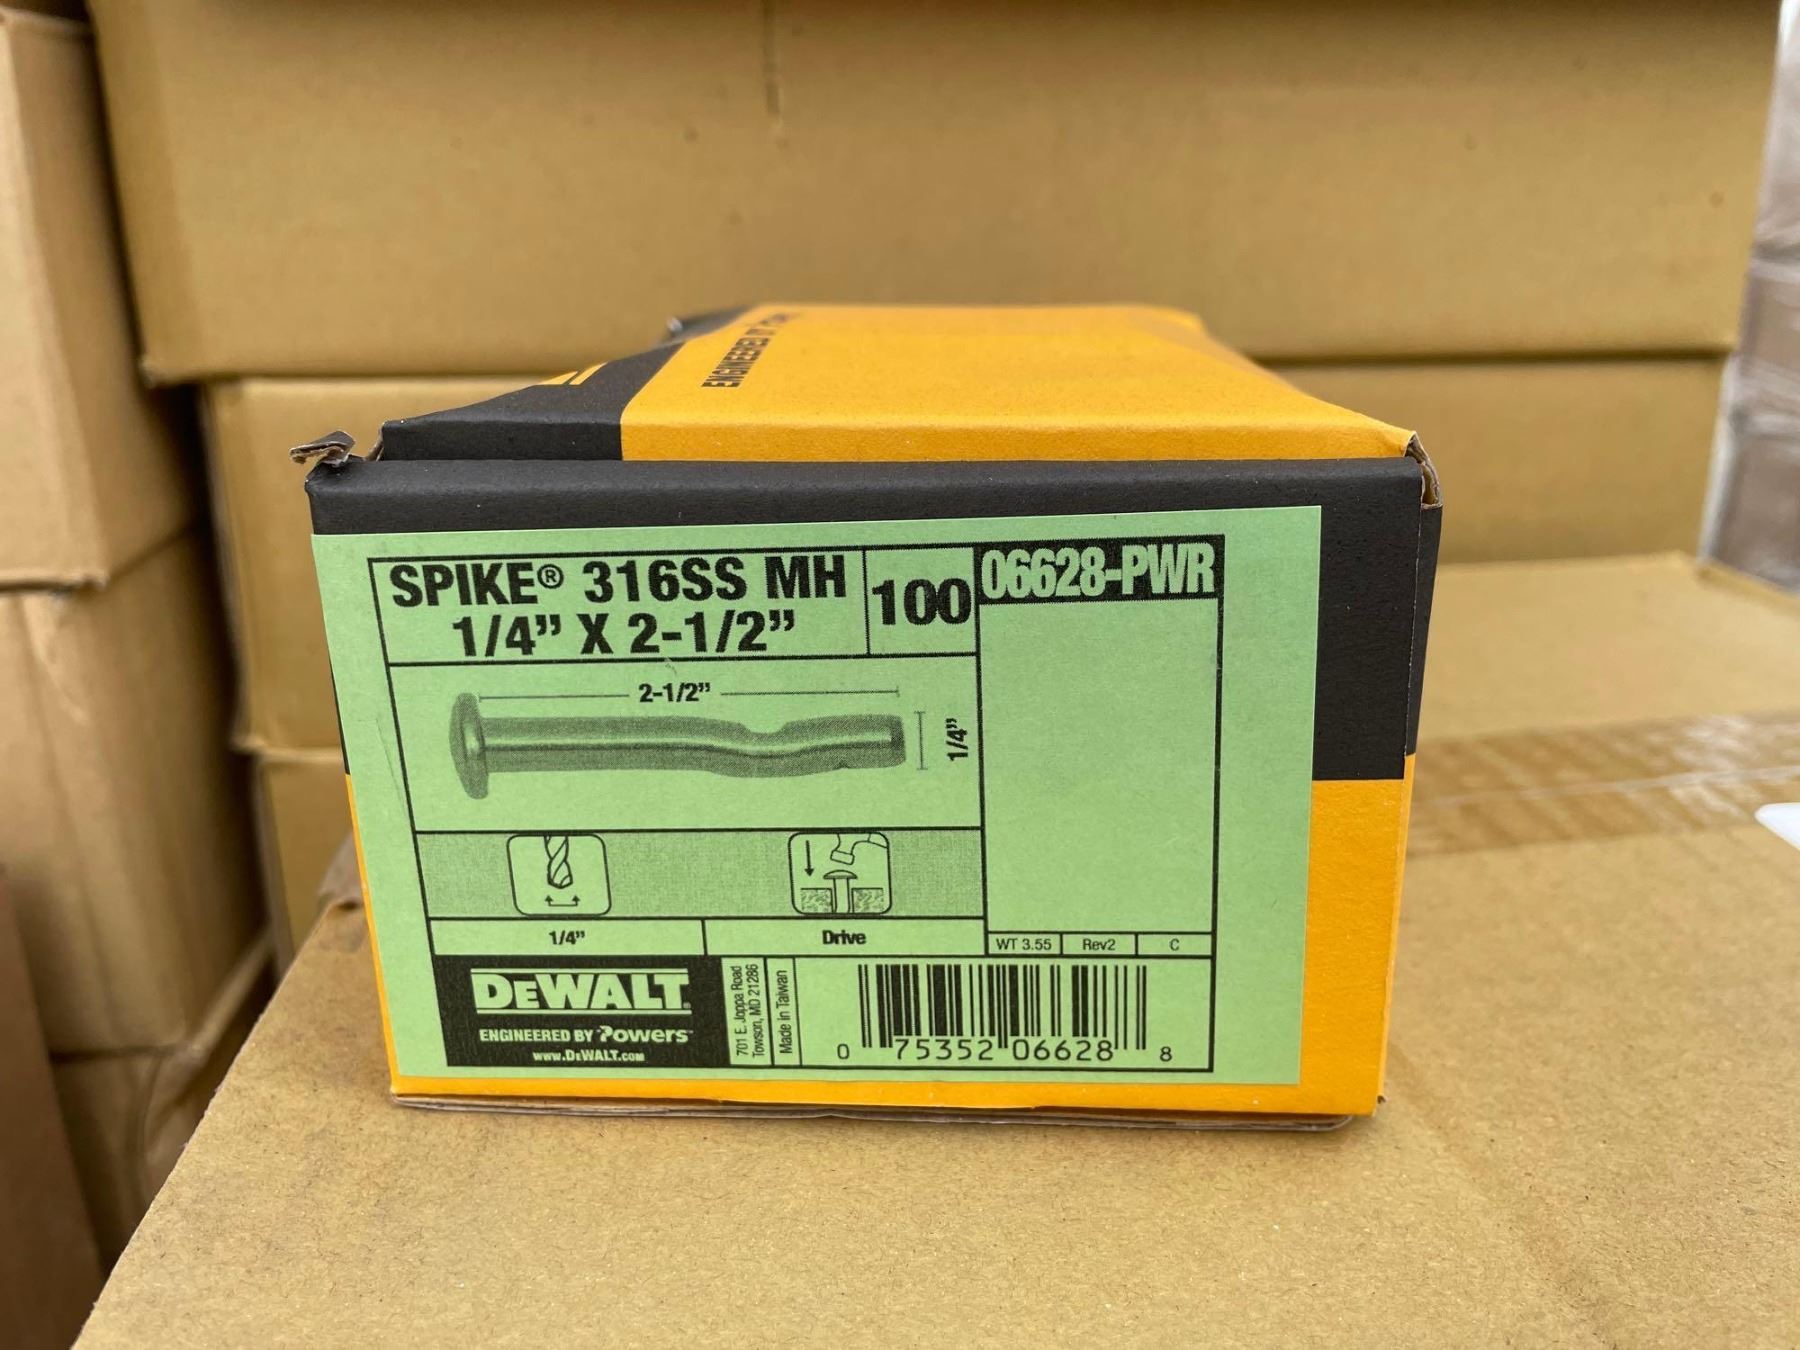 ENGINEERED BY
SPIKE® 316SS MH
1/4” X 2-1/2”
100
06628-PWR
2-1/2”
1/4”
1/4”
Drive
WT 3.55
Rev2
C
DEWALT
ENGINEERED BY Powers
www.DEWALT.COM
701 E. Joppa Road
Towson, MD 21286
Made in Taiwan
0 75352 06628 8